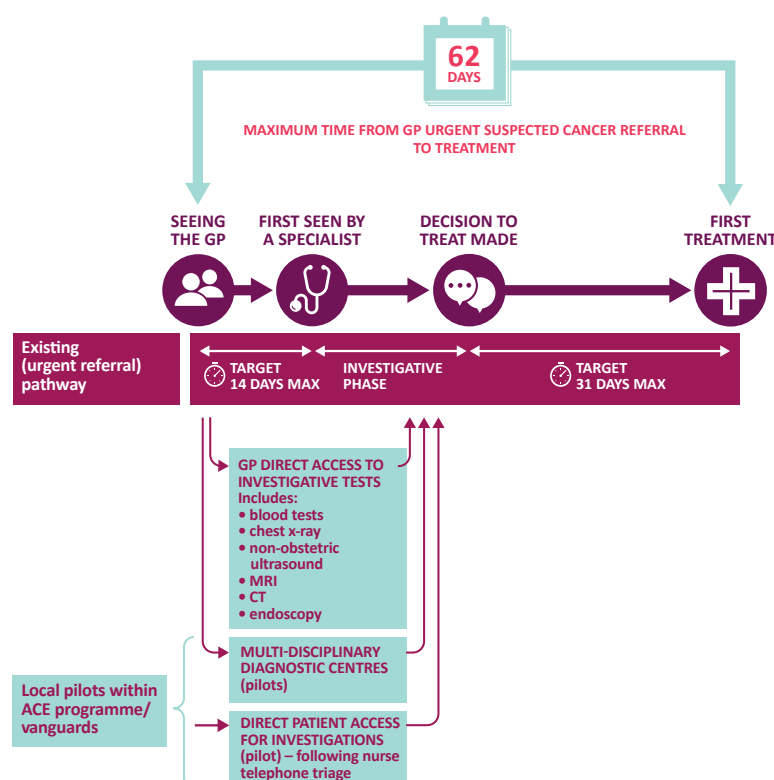 62
DAYS
MAXIMUM TIME FROM GP URGENT SUSPECTED CANCER REFERRAL
TO TREATMENT
SEEING
THE GP
FIRST SEEN BY
A SPECIALIST
DECISION TO
TREAT MADE
FIRST
TREATMENT
Existing
(urgent referral)
pathway
TARGET
14 DAYS MAX
INVESTIGATIVE
PHASE
TARGET
31 DAYS MAX
GP DIRECT ACCESS TO
INVESTIGATIVE TESTS
Includes:
• blood tests
• chest x-ray
• non-obstetric
ultrasound
• MRI
• CT
• endoscopy
MULTI-DISCIPLINARY
DIAGNOSTIC CENTRES
(pilots)
Local pilots within
ACE programme/
vanguards
DIRECT PATIENT ACCESS
FOR INVESTIGATIONS
(pilot) – following nurse
telephone triage